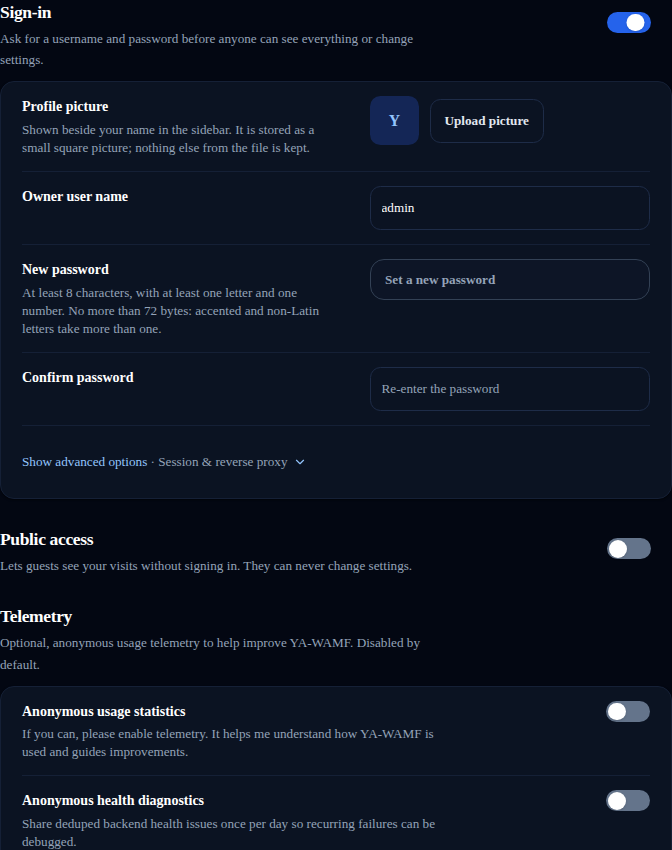 Sign-in
Ask for a username and password before anyone can see everything or change
settings.
Profile picture
Shown beside your name in the sidebar. It is stored as a
small square picture; nothing else from the file is kept.
Y
Upload picture
Owner user name
admin
New password
At least 8 characters, with at least one letter and one
number. No more than 72 bytes: accented and non-Latin
letters take more than one.
Set a new password
Confirm password
Re-enter the password
Show advanced options · Session & reverse proxy
Public access
Lets guests see your visits without signing in. They can never change settings.
Telemetry
Optional, anonymous usage telemetry to help improve YA-WAMF. Disabled by
default.
Anonymous usage statistics
If you can, please enable telemetry. It helps me understand how YA-WAMF is
used and guides improvements.
Anonymous health diagnostics
Share deduped backend health issues once per day so recurring failures can be
debugged.